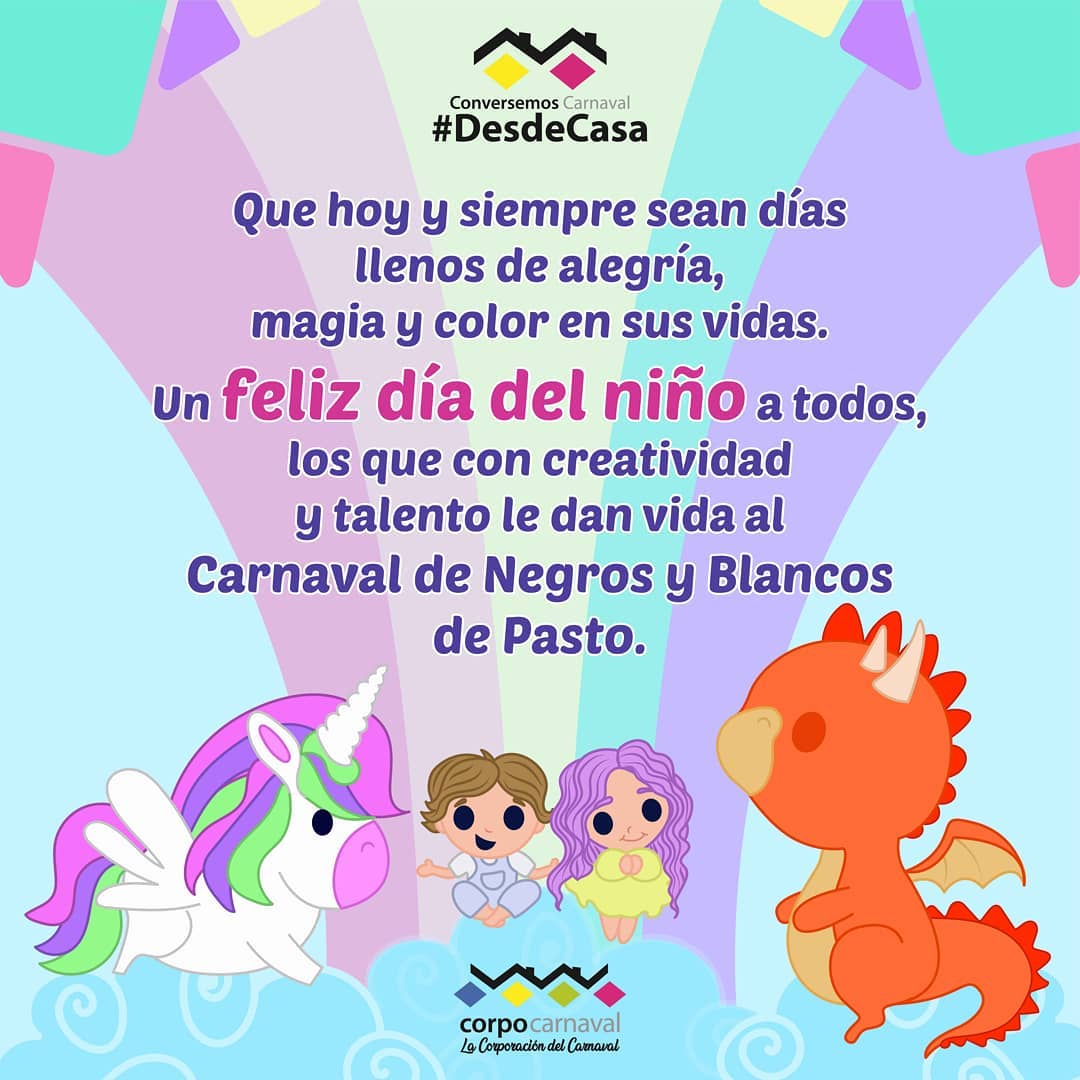 Conversemos Carnaval
#DesdeCasa
Que hoy y siempre sean días
llenos de alegría,
magia y color en sus vidas.
Un feliz día del niño a todos,
los que con creatividad
y talento le dan vida al
Carnaval de Negros y Blancos
de Pasto.
corpocarnaval
La Corporación del Carnaval